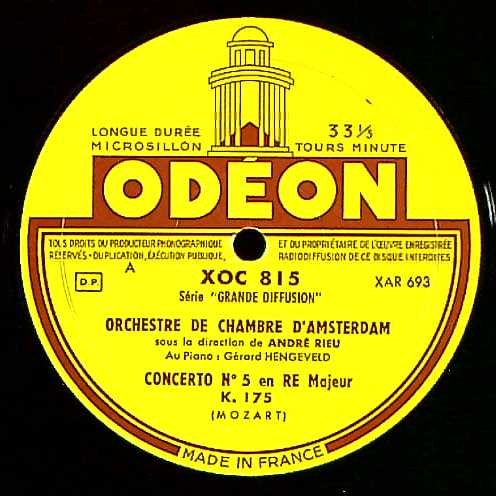 LONGUE DURÉE
MICROSILLON
33 1/3
TOURS MINUTE
ODÉON
TOUS DROITS DU PRODUCTEUR PHONOGRAPHIQUE
RÉSERVÉS - DUPLICATION, EXÉCUTION PUBLIQUE,
ET DU PROPRIÉTAIRE DE L'ŒUVRE ENREGISTRÉE
RADIODIFFUSION DE CE DISQUE INTERDITES
A
D.P.
XOC 815
XAR 693
Série "GRANDE DIFFUSION"
ORCHESTRE DE CHAMBRE D'AMSTERDAM
sous la direction de ANDRÉ RIEU
Au Piano : Gérard HENGEVELD
CONCERTO N° 5 en RE Majeur
K. 175
(MOZART)
MADE IN FRANCE